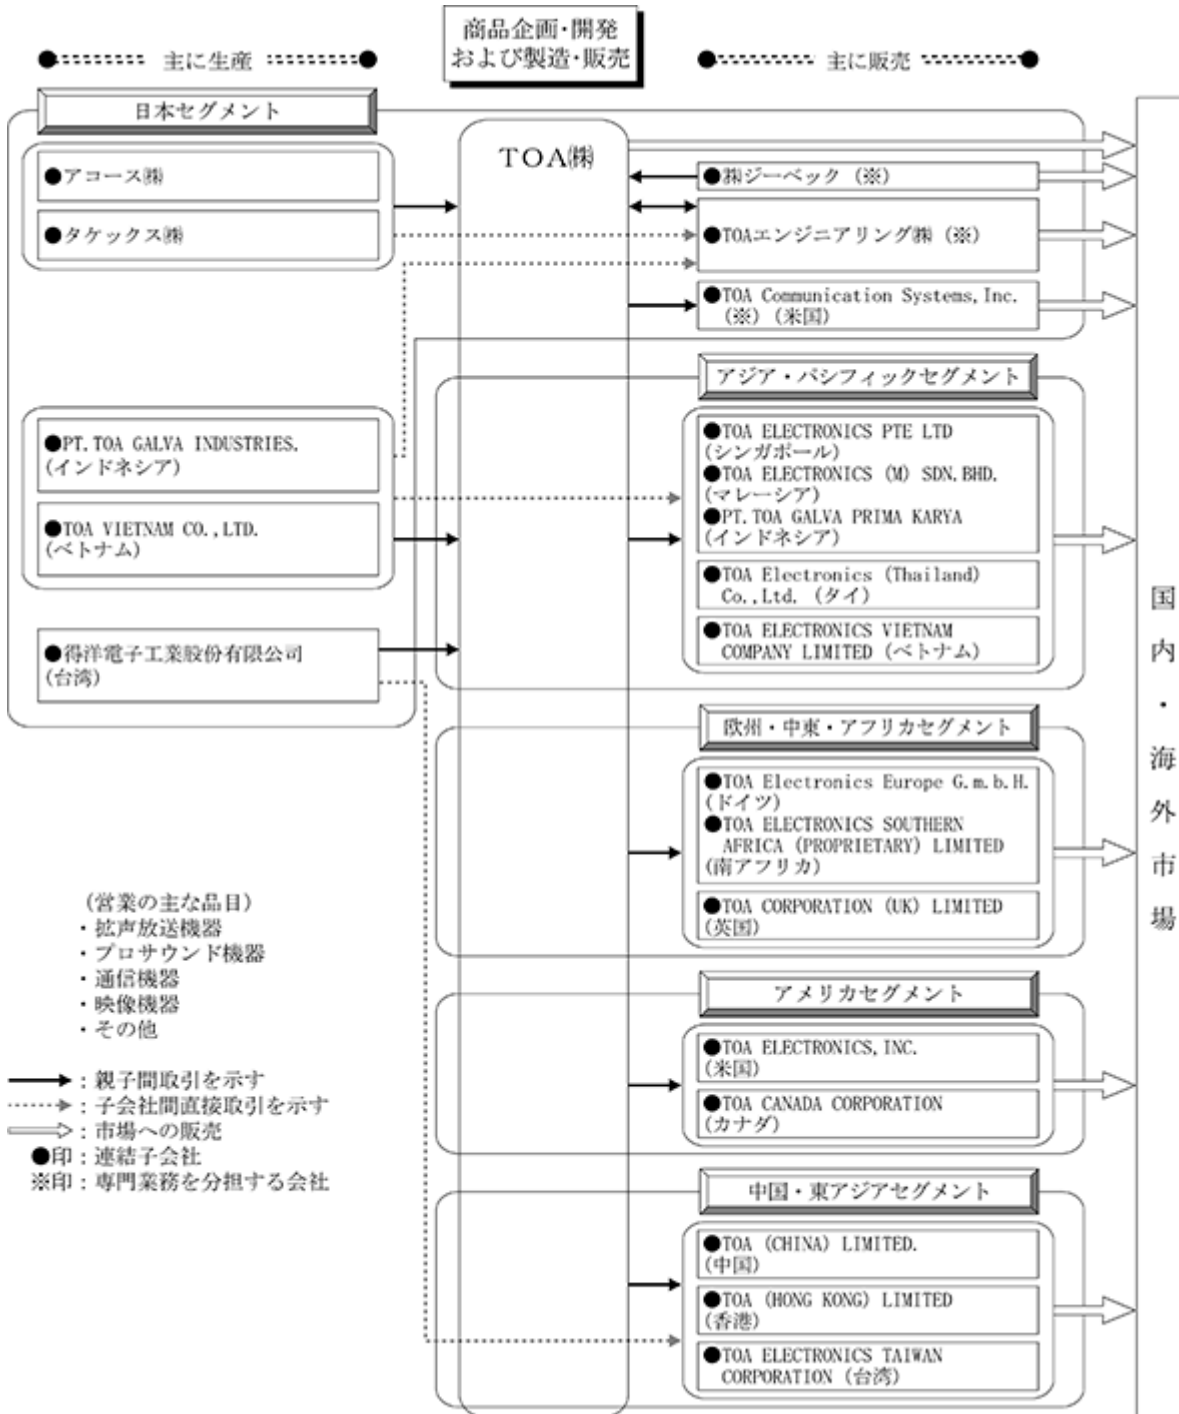 商品企画・開発
および製造・販売
主に生産
主に販売
日本セグメント
TOA㈱
●アコース㈱
●タケックス㈱
●㈱ジーベック (※)
●TOAエンジニアリング㈱ (※)
●TOA Communication Systems,Inc.
(※) (米国)
アジア・パシフィックセグメント
●PT.TOA GALVA INDUSTRIES.
(インドネシア)
●TOA VIETNAM CO.,LTD.
(ベトナム)
●TOA ELECTRONICS PTE LTD
(シンガポール)
●TOA ELECTRONICS (M) SDN.BHD.
(マレーシア)
●PT.TOA GALVA PRIMA KARYA
(インドネシア)
●TOA Electronics (Thailand)
Co.,Ltd. (タイ)
●TOA ELECTRONICS VIETNAM
COMPANY LIMITED (ベトナム)
●得洋電子工業股份有限公司
(台湾)
欧州・中東・アフリカセグメント
●TOA Electronics Europe G.m.b.H.
(ドイツ)
●TOA ELECTRONICS SOUTHERN
AFRICA (PROPRIETARY) LIMITED
(南アフリカ)
●TOA CORPORATION (UK) LIMITED
(英国)
アメリカセグメント
●TOA ELECTRONICS,INC.
(米国)
●TOA CANADA CORPORATION
(カナダ)
中国・東アジアセグメント
●TOA (CHINA) LIMITED.
(中国)
●TOA (HONG KONG) LIMITED
(香港)
●TOA ELECTRONICS TAIWAN
CORPORATION (台湾)
国内・海外市場
(営業の主な品目)
・拡声放送機器
・プロサウンド機器
・通信機器
・映像機器
・その他
：親子間取引を示す
：子会社間直接取引を示す
：市場への販売
●印：連結子会社
※印：専門業務を分担する会社